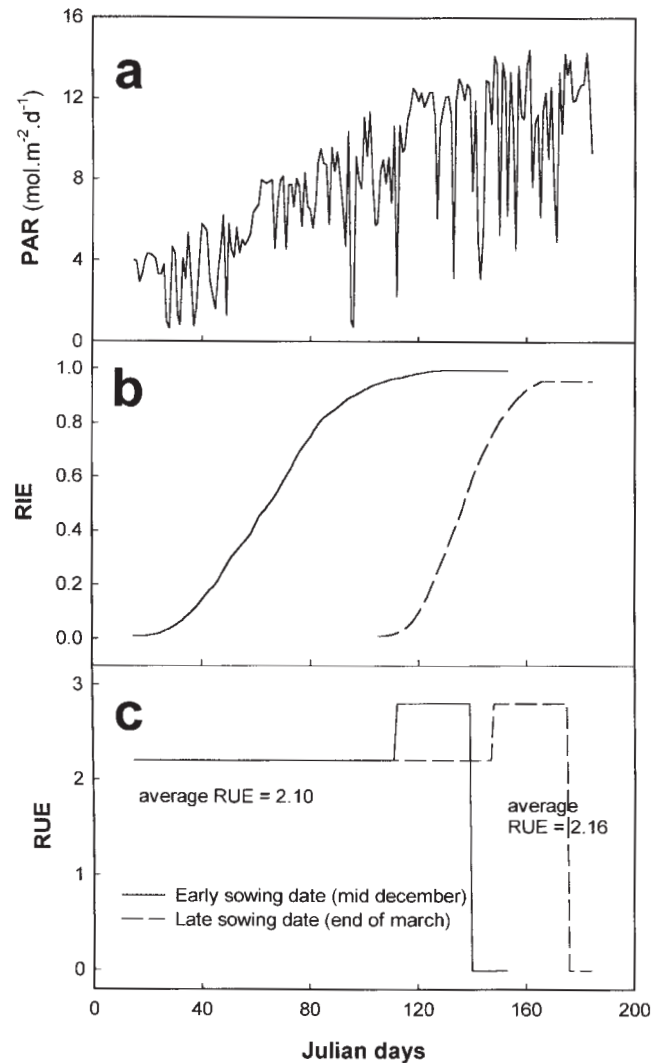 16
a
12
8
4
0
PAR (mol.m-2.d-1)
1.0
b
0.8
0.6
0.4
0.2
0.0
RIE
3
c
2
1
0
RUE
average RUE = 2.10
average
RUE = 2.16
Early sowing date (mid december)
Late sowing date (end of march)
0 40 80 120 160 200
Julian days